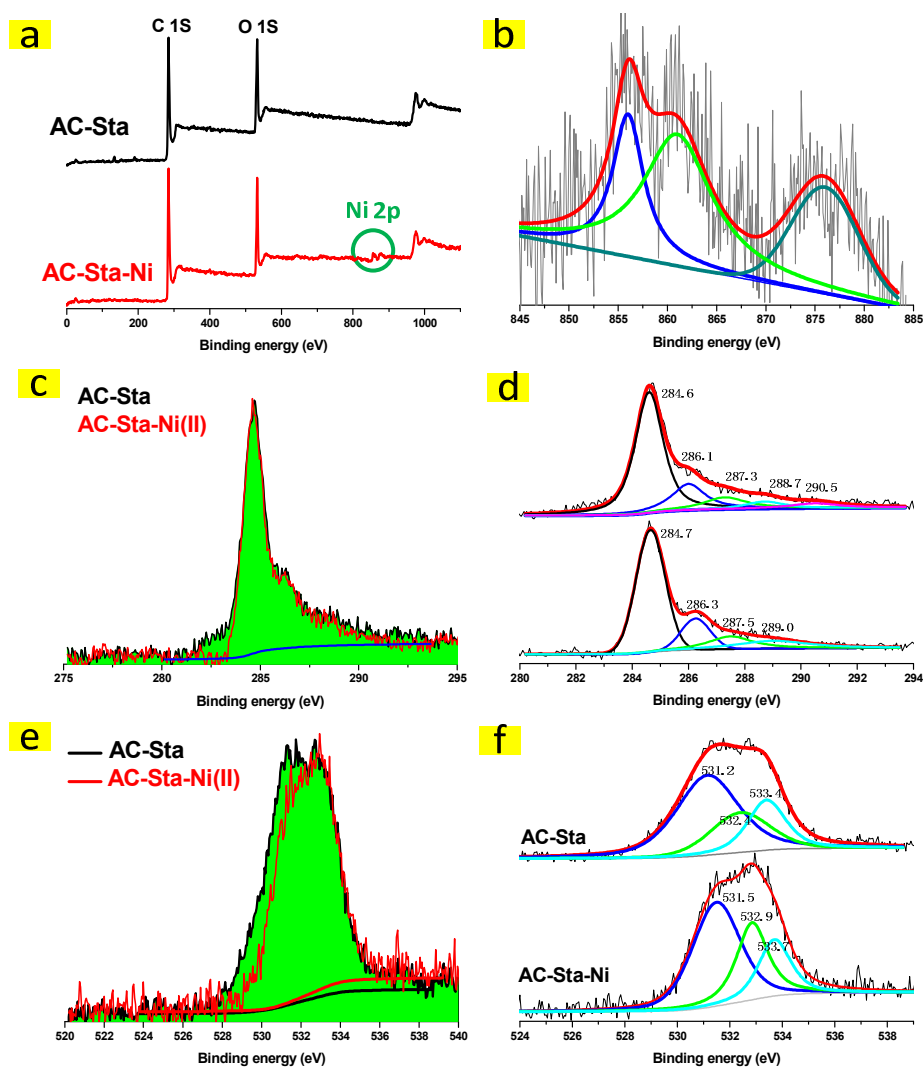 a
C 1S
O 1S
AC-Sta
Ni 2p
AC-Sta-Ni
0 200 400 600 800 1000
Binding energy (eV)
b
845 850 855 860 865 870 875 880 885
Binding energy (eV)
c
AC-Sta
AC-Sta-Ni(II)
275 280 285 290 295
Binding energy (eV)
d
284.6
286.1
287.3
288.7
290.5
284.7
286.3
287.5
289.0
280 282 284 286 288 290 292 294
Binding energy (eV)
e
AC-Sta
AC-Sta-Ni(II)
520 522 524 526 528 530 532 534 536 538 540
Binding energy (eV)
f
531.2
532.4
533.4
AC-Sta
531.5
532.9
533.7
AC-Sta-Ni
524 526 528 530 532 534 536 538
Binding energy (eV)